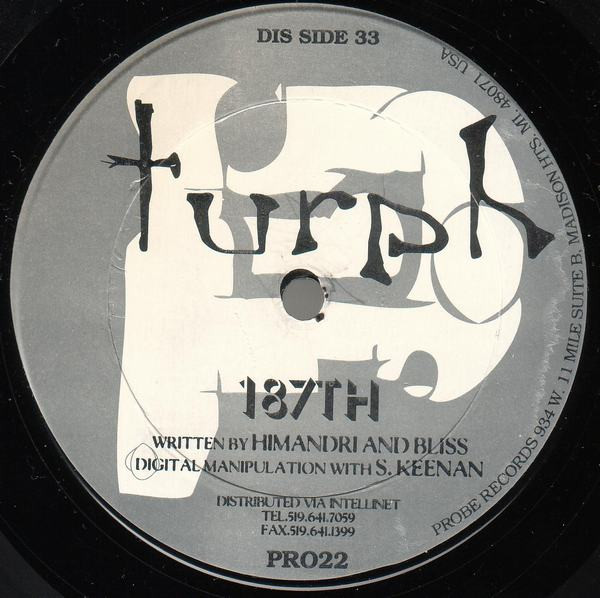 DIS SIDE 33
turph
187TH
WRITTEN BY HIMANDRI AND BLISS
DIGITAL MANIPULATION WITH S. KEENAN
DISTRIBUTED VIA INTELLINET
TEL.519.641.7059
FAX.519.641.1399
PRO22
PROBE RECORDS 934 W. 11 MILE SUITE B. MADISON HTS. MI. 48071 USA